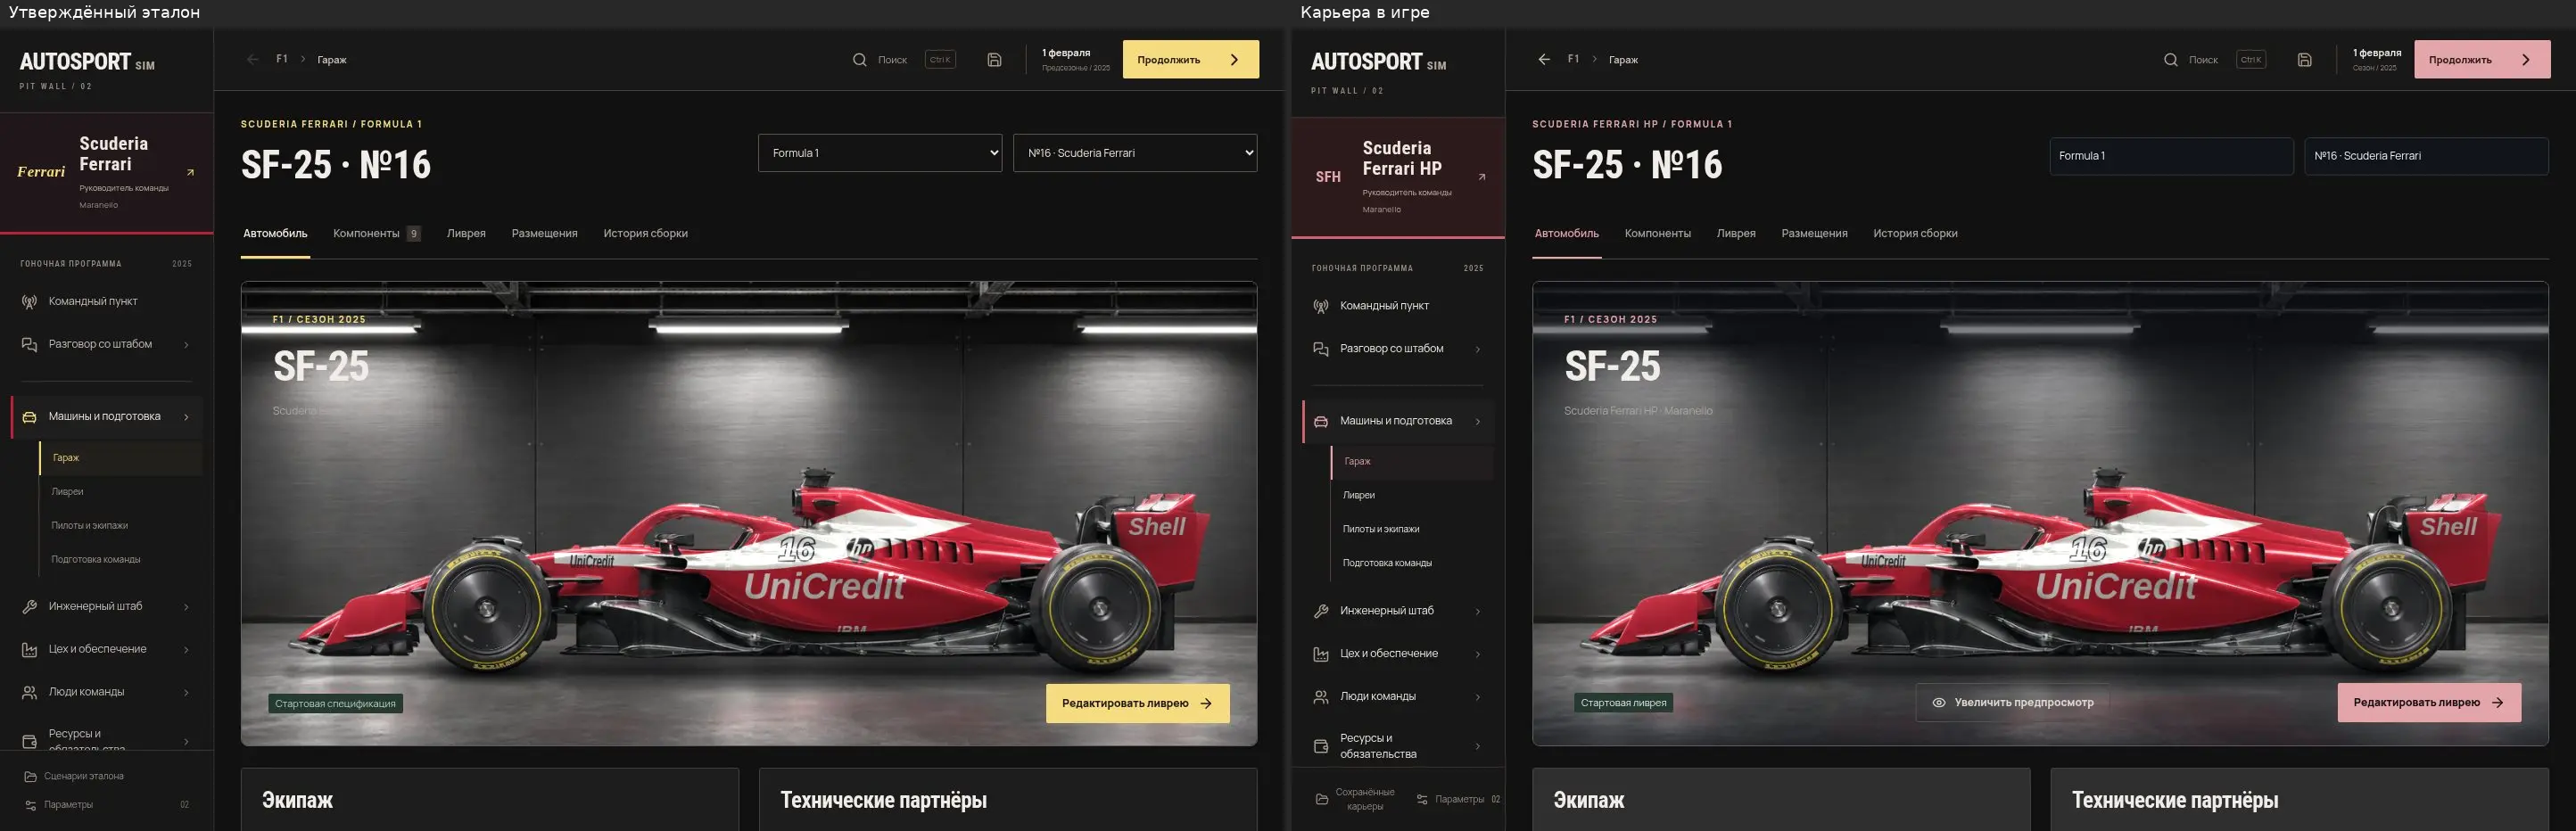 Утверждённый эталон
AUTOSPORT SIM
PIT WALL / 02
Ferrari
Scuderia
Ferrari
Руководитель команды
Maranello
ГОНОЧНАЯ ПРОГРАММА 2025
Командный пункт
Разговор со штабом
Машины и подготовка
Гараж
Ливреи
Пилоты и экипажи
Подготовка команды
Инженерный штаб
Цех и обеспечение
Люди команды
Ресурсы и
обязательства
Сценарии эталона
Параметры 02
F1 > Гараж
Поиск Ctrl K
1 февраля
Предсезонье / 2025
Продолжить
SCUDERIA FERRARI / FORMULA 1
SF-25 · №16
Formula 1
№16 · Scuderia Ferrari
Автомобиль Компоненты 9 Ливрея Размещения История сборки
F1 / СЕЗОН 2025
SF-25
Scuderia
Shell
16 hp
UniCredit
UniCredit
IBM
Стартовая спецификация
Редактировать ливрею
Экипаж
Технические партнёры
Карьера в игре
AUTOSPORT SIM
PIT WALL / 02
SFH
Scuderia
Ferrari HP
Руководитель команды
Maranello
ГОНОЧНАЯ ПРОГРАММА 2025
Командный пункт
Разговор со штабом
Машины и подготовка
Гараж
Ливреи
Пилоты и экипажи
Подготовка команды
Инженерный штаб
Цех и обеспечение
Люди команды
Ресурсы и
обязательства
Сохранённые
карьеры
Параметры 02
F1 > Гараж
Поиск Ctrl K
1 февраля
Сезон / 2025
Продолжить
SCUDERIA FERRARI HP / FORMULA 1
SF-25 · №16
Formula 1
№16 · Scuderia Ferrari
Автомобиль Компоненты Ливрея Размещения История сборки
F1 / СЕЗОН 2025
SF-25
Scuderia Ferrari HP · Maranello
Shell
16 hp
UniCredit
UniCredit
IBM
Стартовая ливрея
Увеличить предпросмотр
Редактировать ливрею
Экипаж
Технические партнёры